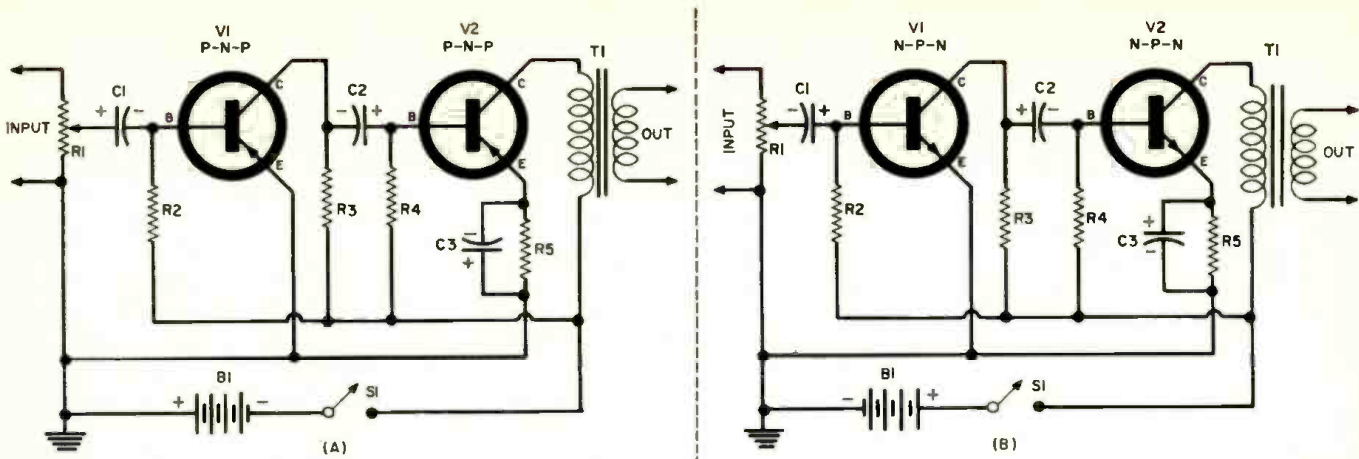 V1
P-N-P
V2
P-N-P
T1
C
C
C1
+ -
C2
- +
B
B
INPUT
R1
OUT
E
E
R2
R3
R4
C3
-
+
R5
B1
+ -
S1
(A)
V1
N-P-N
V2
N-P-N
T1
C
C
C1
- +
C2
+ -
B
B
INPUT
R1
OUT
E
E
R2
R3
R4
C3
+
-
R5
B1
- +
S1
(B)